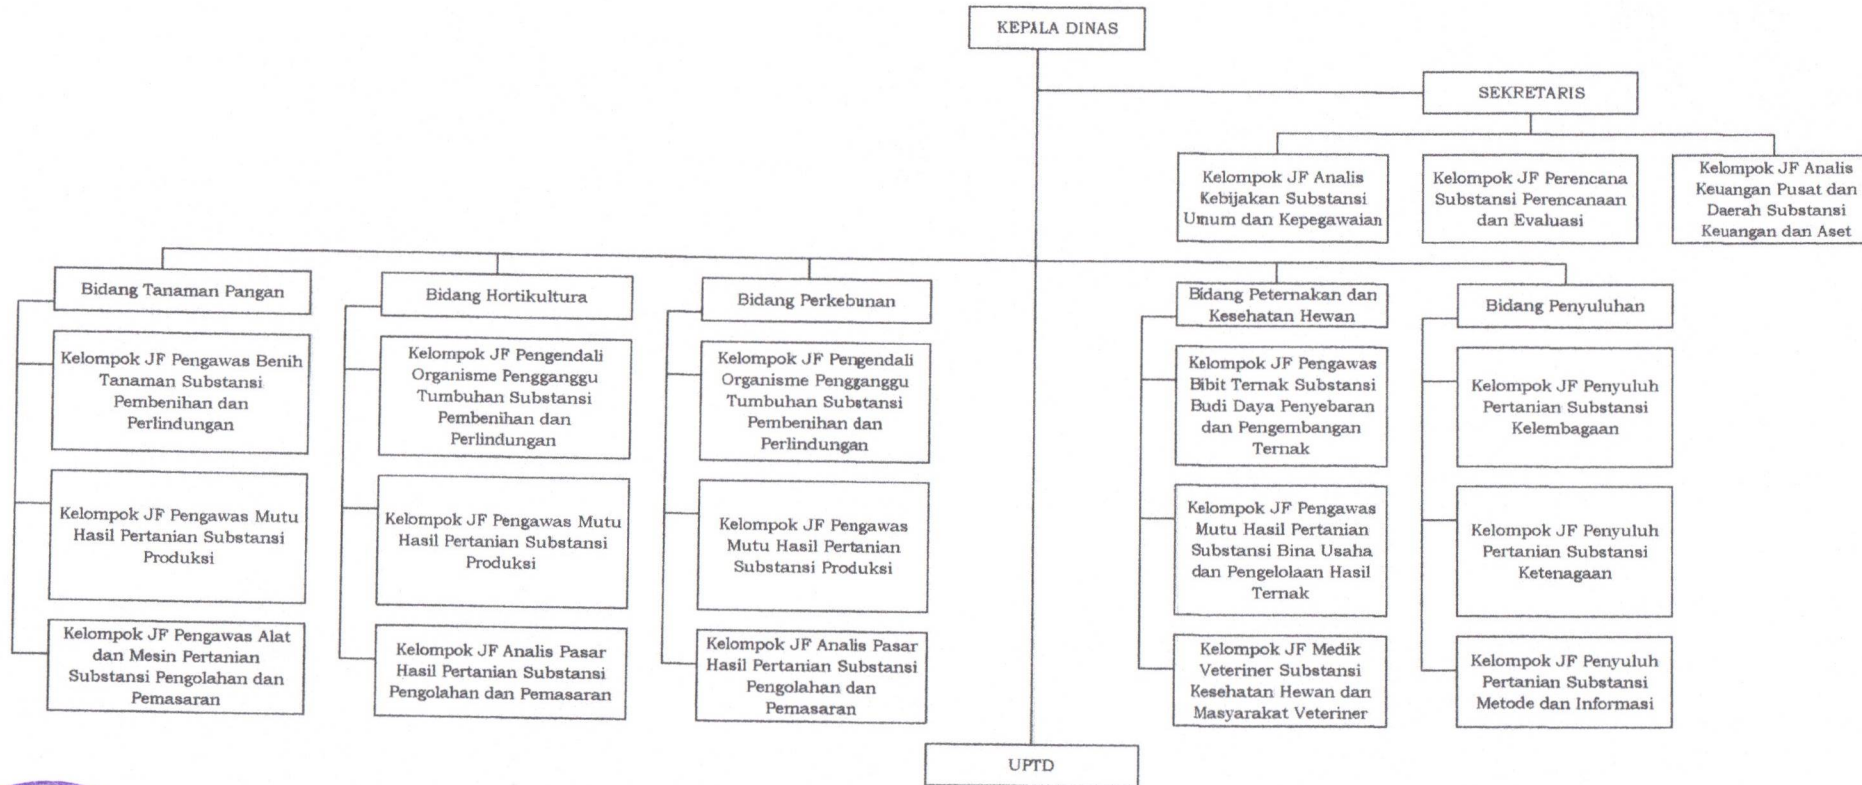 KEPALA DINAS
SEKRETARIS
Kelompok JF Analis
Kebijakan Substansi
Umum dan Kepegawaian
Kelompok JF Perencana
Substansi Perencanaan
dan Evaluasi
Kelompok JF Analis
Keuangan Pusat dan
Daerah Substansi
Keuangan dan Aset
Bidang Tanaman Pangan
Kelompok JF Pengawas Benih
Tanaman Substansi
Pembenihan dan
Perlindungan
Kelompok JF Pengawas Mutu
Hasil Pertanian Substansi
Produksi
Kelompok JF Pengawas Alat
dan Mesin Pertanian
Substansi Pengolahan dan
Pemasaran
Bidang Hortikultura
Kelompok JF Pengendali
Organisme Pengganggu
Tumbuhan Substansi
Pembenihan dan
Perlindungan
Kelompok JF Pengawas Mutu
Hasil Pertanian Substansi
Produksi
Kelompok JF Analis Pasar
Hasil Pertanian Substansi
Pengolahan dan Pemasaran
Bidang Perkebunan
Kelompok JF Pengendali
Organisme Pengganggu
Tumbuhan Substansi
Pembenihan dan
Perlindungan
Kelompok JF Pengawas
Mutu Hasil Pertanian
Substansi Produksi
Kelompok JF Analis Pasar
Hasil Pertanian Substansi
Pengolahan dan
Pemasaran
Bidang Peternakan dan
Kesehatan Hewan
Kelompok JF Pengawas
Bibit Ternak Substansi
Budi Daya Penyebaran
dan Pengembangan
Ternak
Kelompok JF Pengawas
Mutu Hasil Pertanian
Substansi Bina Usaha
dan Pengelolaan Hasil
Ternak
Kelompok JF Medik
Veteriner Substansi
Kesehatan Hewan dan
Masyarakat Veteriner
Bidang Penyuluhan
Kelompok JF Penyuluh
Pertanian Substansi
Kelembagaan
Kelompok JF Penyuluh
Pertanian Substansi
Ketenagaan
Kelompok JF Penyuluh
Pertanian Substansi
Metode dan Informasi
UPTD